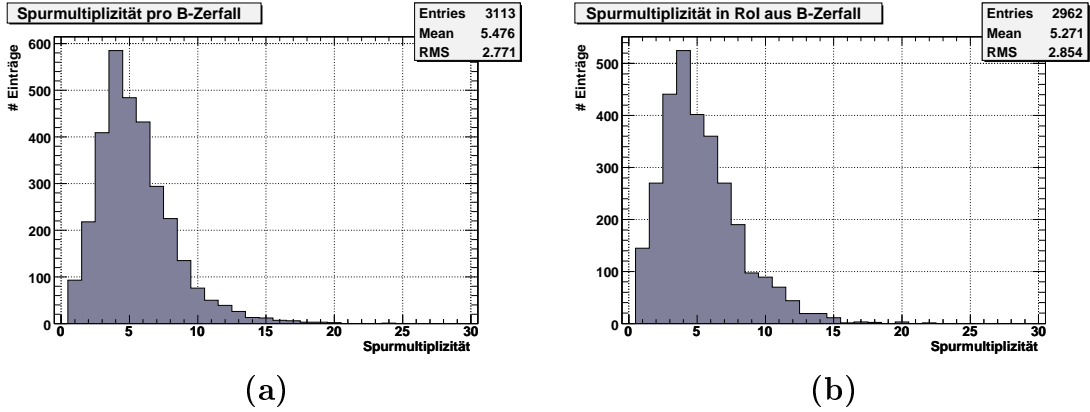 Spurmultiplizität pro B-Zerfall
Entries 3113
Mean 5.476
RMS 2.771
# Einträge
600
500
400
300
200
100
0
0 5 10 15 20 25 30
Spurmultiplizität
(a)
Spurmultiplizität in RoI aus B-Zerfall
Entries 2962
Mean 5.271
RMS 2.854
# Einträge
500
400
300
200
100
0
0 5 10 15 20 25 30
Spurmultiplizität
(b)